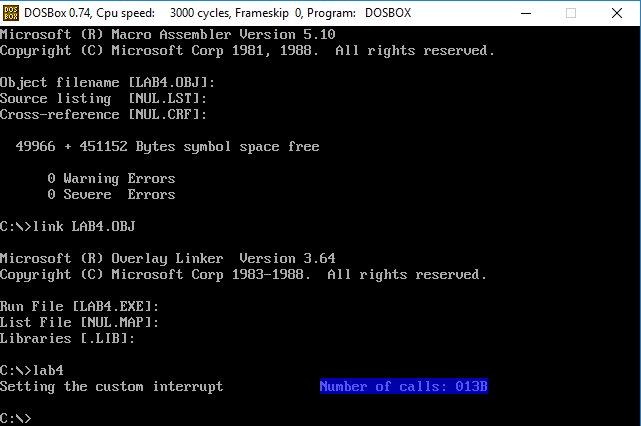 DOSBox 0.74, Cpu speed: 3000 cycles, Frameskip 0, Program: DOSBOX
Microsoft (R) Macro Assembler Version 5.10
Copyright (C) Microsoft Corp 1981, 1988. All rights reserved.
Object filename [LAB4.OBJ]:
Source listing [NUL.LST]:
Cross-reference [NUL.CRF]:
49966 + 451152 Bytes symbol space free
0 Warning Errors
0 Severe Errors
C:\>link LAB4.OBJ
Microsoft (R) Overlay Linker Version 3.64
Copyright (C) Microsoft Corp 1983-1988. All rights reserved.
Run File [LAB4.EXE]:
List File [NUL.MAP]:
Libraries [.LIB]:
C:\>lab4
Setting the custom interrupt Number of calls: 013B
C:\>